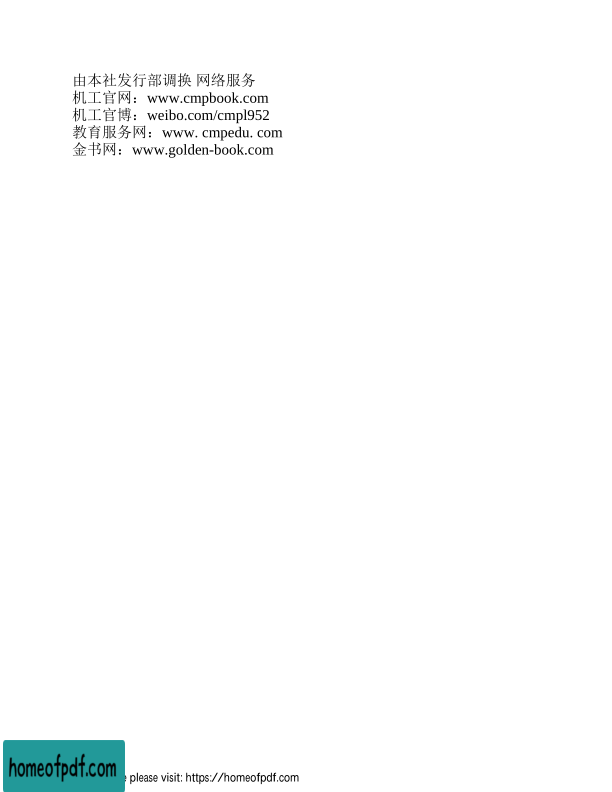 由本社发行部调换 网络服务
机工官网：www.cmpbook.com
机工官博：weibo.com/cmpl952
教育服务网：www. cmpedu. com
金书网：www.golden-book.com
homeofpdf.com
please visit: https://homeofpdf.com